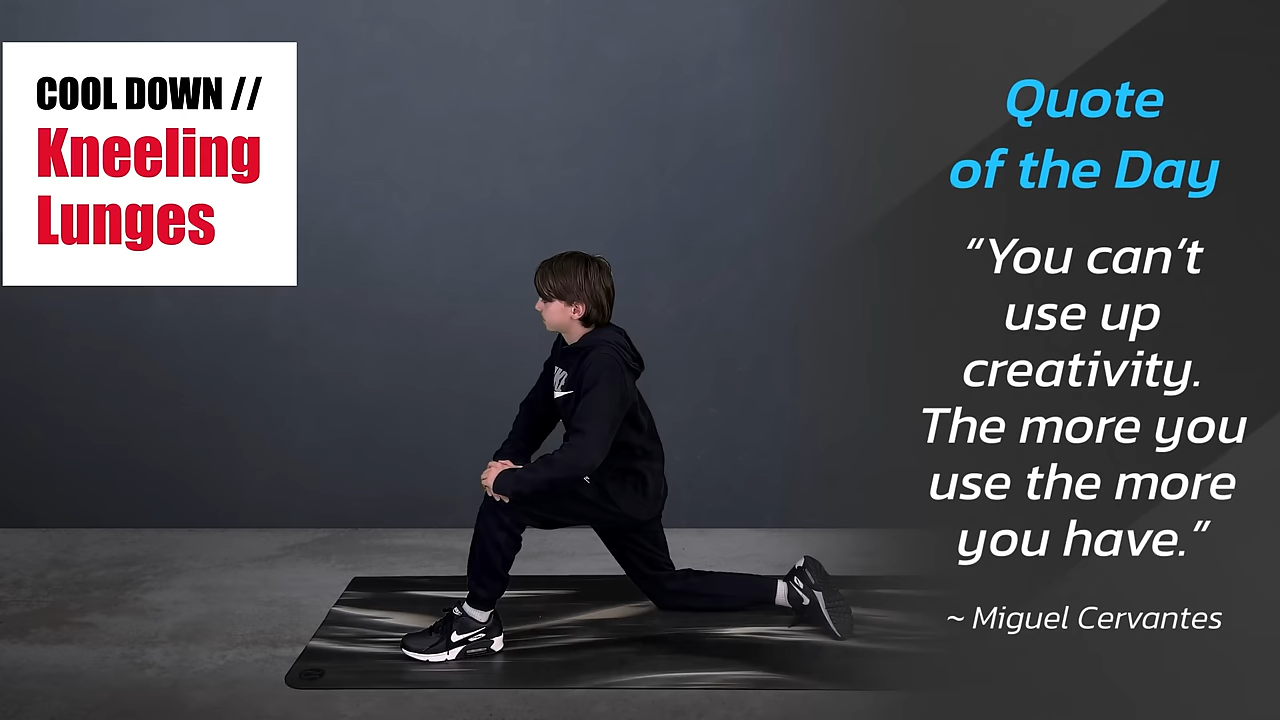 COOL DOWN //
Kneeling
Lunges
Quote
of the Day
“You can’t
use up
creativity.
The more you
use the more
you have.”
~ Miguel Cervantes